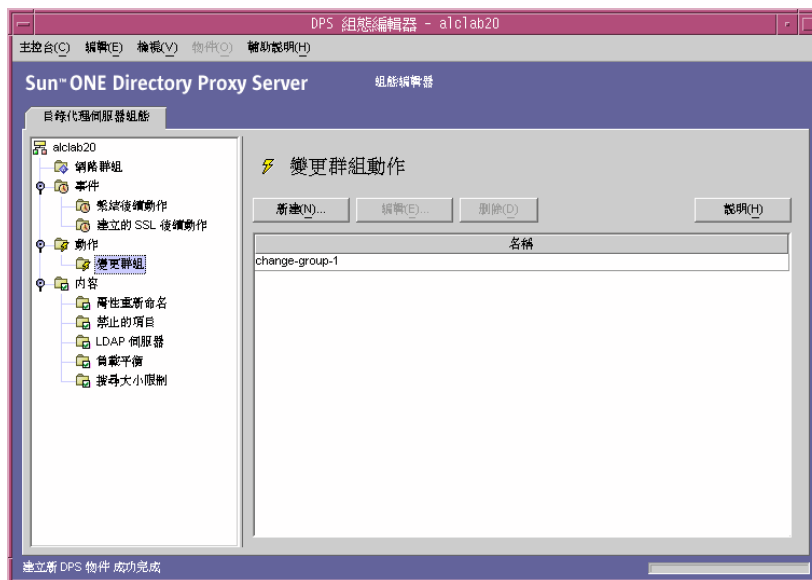 DPS 組態編輯器 - alclab20
主控台(C) 編輯(E) 檢視(V) 物件(O) 輔助說明(H)
Sun™ ONE Directory Proxy Server 組態編輯器
目錄代理伺服器組態
alclab20
網路群組
事件
繫結後續動作
建立的 SSL 後續動作
動作
變更群組
內容
屬性重新命名
禁止的項目
LDAP 伺服器
負載平衡
搜尋大小限制
變更群組動作
新建(N)... 編輯(E)... 刪除(D) 說明(H)
名稱
change-group-1
建立新 DPS 物件 成功完成